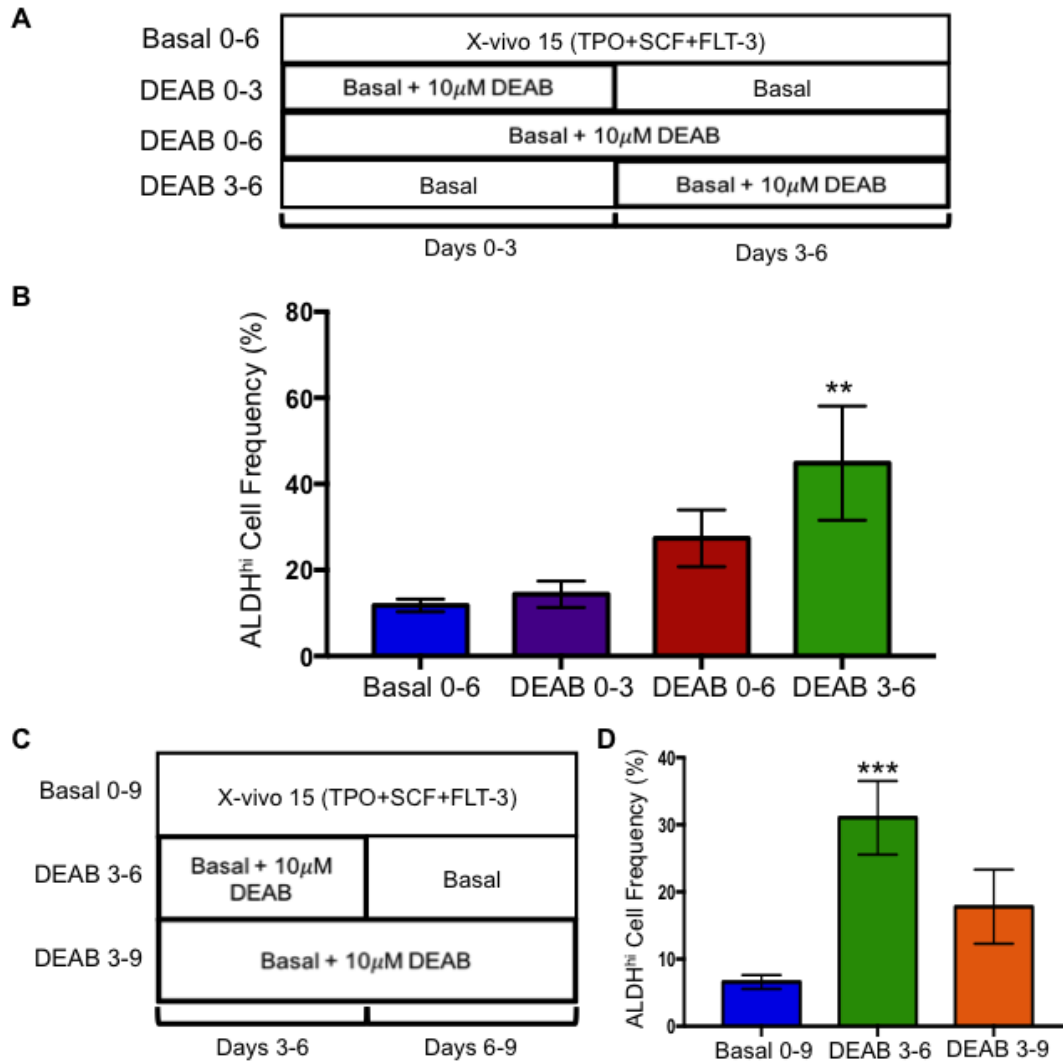 A
Basal 0-6
X-vivo 15 (TPO+SCF+FLT-3)
DEAB 0-3
Basal + 10μM DEAB
Basal
DEAB 0-6
Basal + 10μM DEAB
DEAB 3-6
Basal
Basal + 10μM DEAB
Days 0-3
Days 3-6
B
ALDHʰⁱ Cell Frequency (%)
80
60
40
20
0
**
Basal 0-6
DEAB 0-3
DEAB 0-6
DEAB 3-6
C
Basal 0-9
X-vivo 15 (TPO+SCF+FLT-3)
DEAB 3-6
Basal + 10μM
DEAB
Basal
DEAB 3-9
Basal + 10μM DEAB
Days 3-6
Days 6-9
D
ALDHʰⁱ Cell Frequency (%)
40
30
20
10
0
***
Basal 0-9
DEAB 3-6
DEAB 3-9